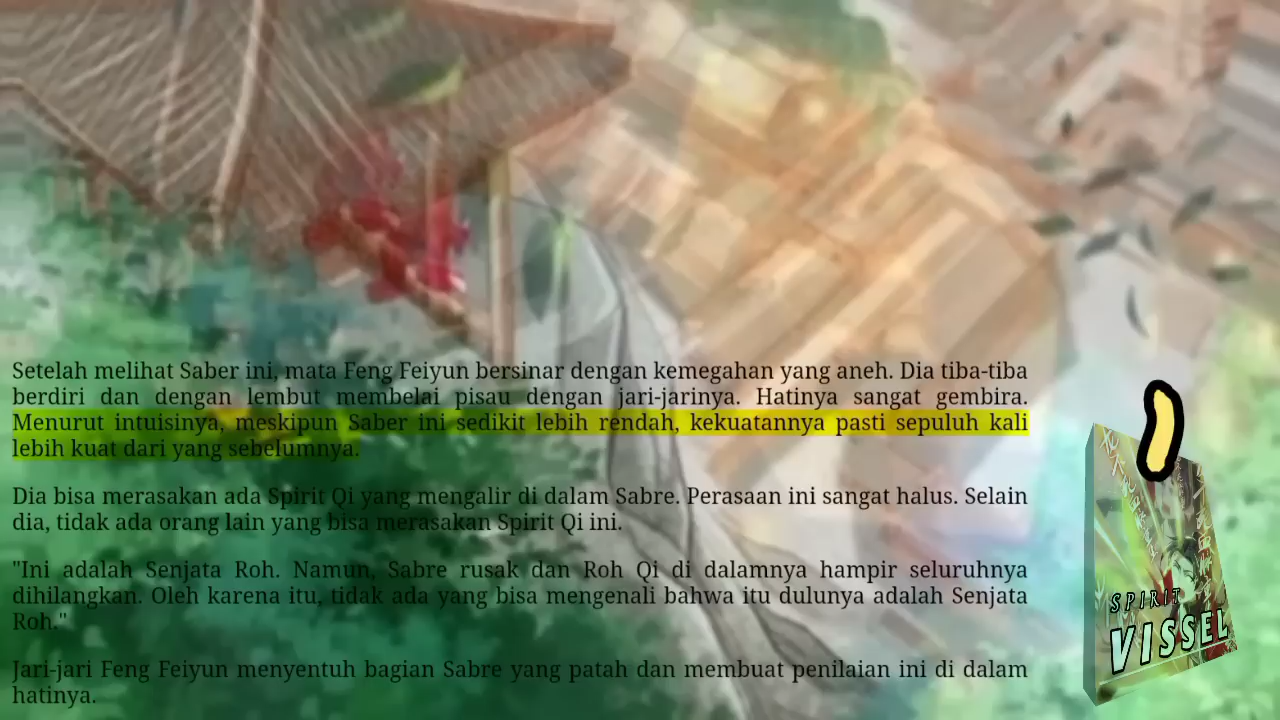 Setelah melihat Saber ini, mata Feng Feiyun bersinar dengan kemegahan yang aneh. Dia tiba-tiba
berdiri dan dengan lembut membelai pisau dengan jari-jarinya. Hatinya sangat gembira.
Menurut intuisinya, meskipun Saber ini sedikit lebih rendah, kekuatannya pasti sepuluh kali
lebih kuat dari yang sebelumnya.
Dia bisa merasakan ada Spirit Qi yang mengalir di dalam Sabre. Perasaan ini sangat halus. Selain
dia, tidak ada orang lain yang bisa merasakan Spirit Qi ini.
"Ini adalah Senjata Roh. Namun, Sabre rusak dan Roh Qi di dalamnya hampir seluruhnya
dihilangkan. Oleh karena itu, tidak ada yang bisa mengenali bahwa itu dulunya adalah Senjata
Roh."
Jari-jari Feng Feiyun menyentuh bagian Sabre yang patah dan membuat penilaian ini di dalam
hatinya.
SPIRIT
VISSEL